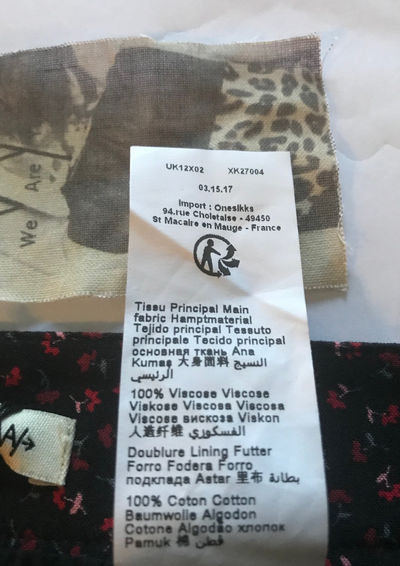 We Are
UK12X02 XK27004
03.15.17
Import : Onesikks
94.rue Choletaise - 49450
St Macaire en Mauge - France
Tissu Principal Main
fabric Hamptmaterial
Tejido principal Tessuto
principale Tecido principal
основная ткань Ana
Kumaş 大身面料 النسيج
الرئيسي
100% Viscose Viscose
Viskose Viscosa Viscosa
Viscose вискоза Viskon
人造纤维 الفسكوزي
Doublure Lining Futter
Forro Fodera Forro
подклада Astar 里布 بطانة
100% Coton Cotton
Baumwolle Algodon
Cotone Algodão хлопок
Pamuk 棉 قطن